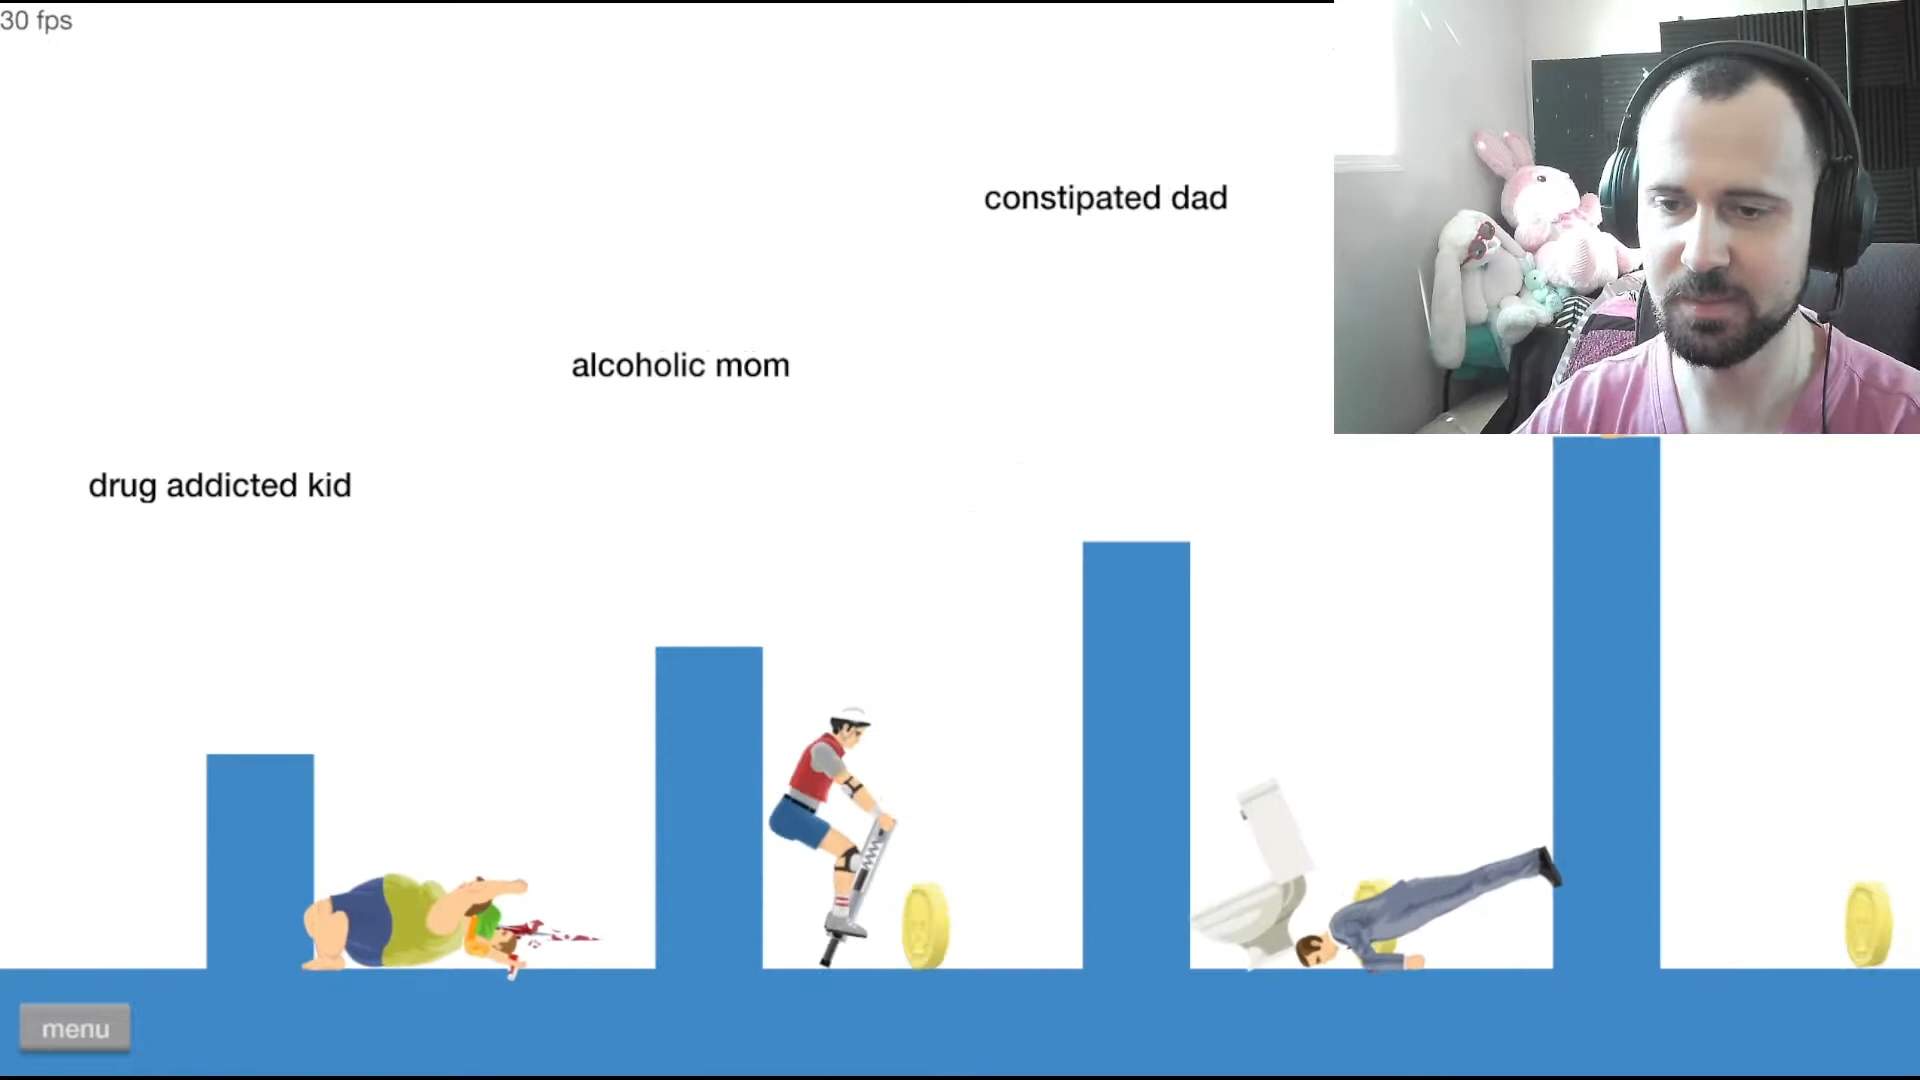 30 fps
constipated dad
alcoholic mom
drug addicted kid
menu